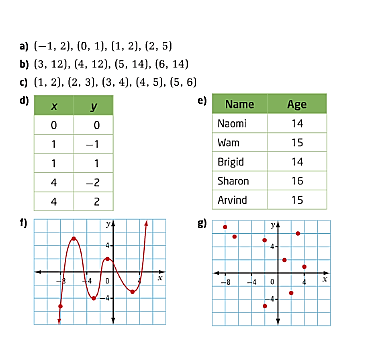 a) (−1, 2), (0, 1), (1, 2), (2, 5)
b) (3, 12), (4, 12), (5, 14), (6, 14)
c) (1, 2), (2, 3), (3, 4), (4, 5), (5, 6)
d)
x y
0 0
1 −1
1 1
4 −2
4 2
e)
Name Age
Naomi 14
Wam 15
Brigid 14
Sharon 16
Arvind 15
f)
y
4
−8 −4 0 4 x
−4
g)
y
4
−8 −4 0 4 x
−4